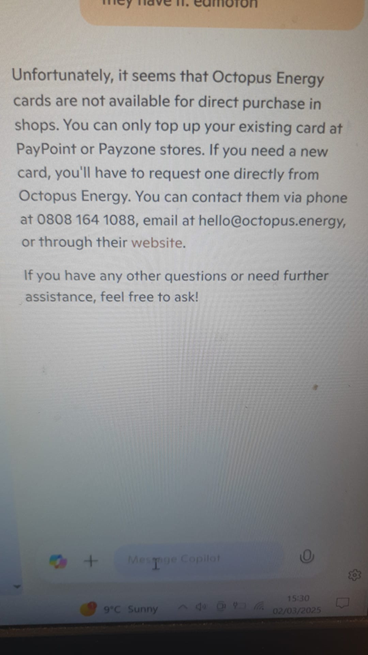 they have it. edmoton
Unfortunately, it seems that Octopus Energy
cards are not available for direct purchase in
shops. You can only top up your existing card at
PayPoint or Payzone stores. If you need a new
card, you'll have to request one directly from
Octopus Energy. You can contact them via phone
at 0808 164 1088, email at hello@octopus.energy,
or through their website.
If you have any other questions or need further
assistance, feel free to ask!
Message Copilot
9°C Sunny
15:30
02/03/2025